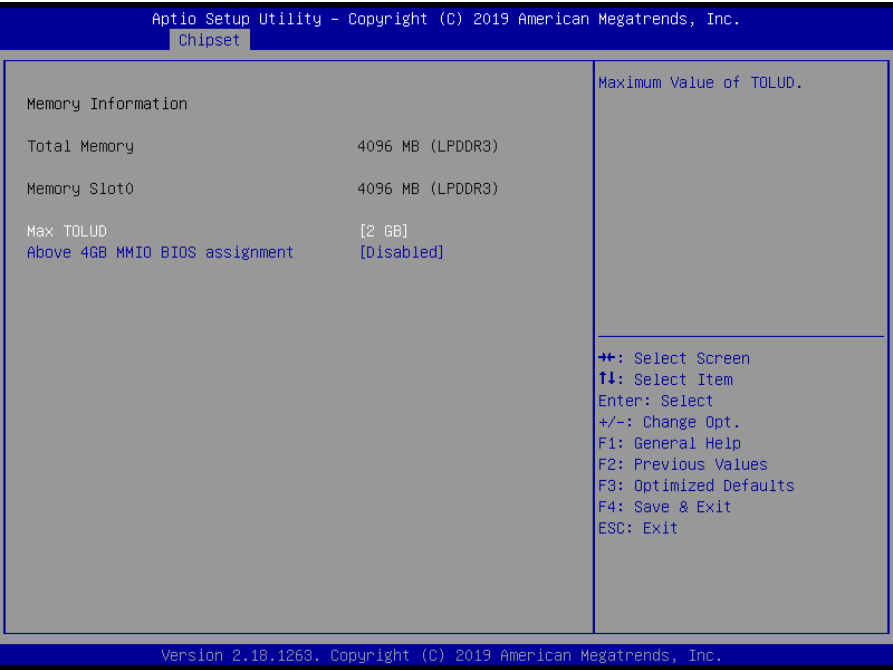 Aptio Setup Utility – Copyright (C) 2019 American Megatrends, Inc.
Chipset
Memory Information
Total Memory 4096 MB (LPDDR3)
Memory Slot0 4096 MB (LPDDR3)
Max TOLUD [2 GB]
Above 4GB MMIO BIOS assignment [Disabled]
Maximum Value of TOLUD.
→←: Select Screen
↑↓: Select Item
Enter: Select
+/-: Change Opt.
F1: General Help
F2: Previous Values
F3: Optimized Defaults
F4: Save & Exit
ESC: Exit
Version 2.18.1263. Copyright (C) 2019 American Megatrends, Inc.